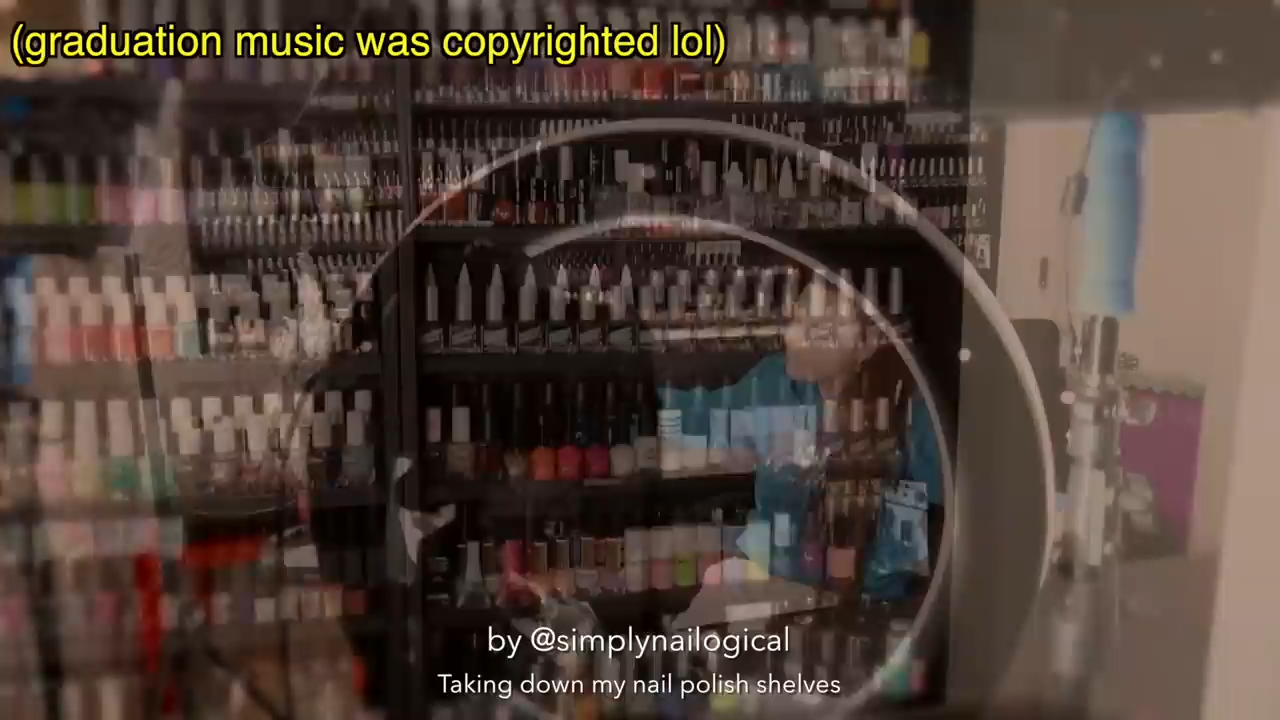 (graduation music was copyrighted lol)
by @simplynailogical
Taking down my nail polish shelves